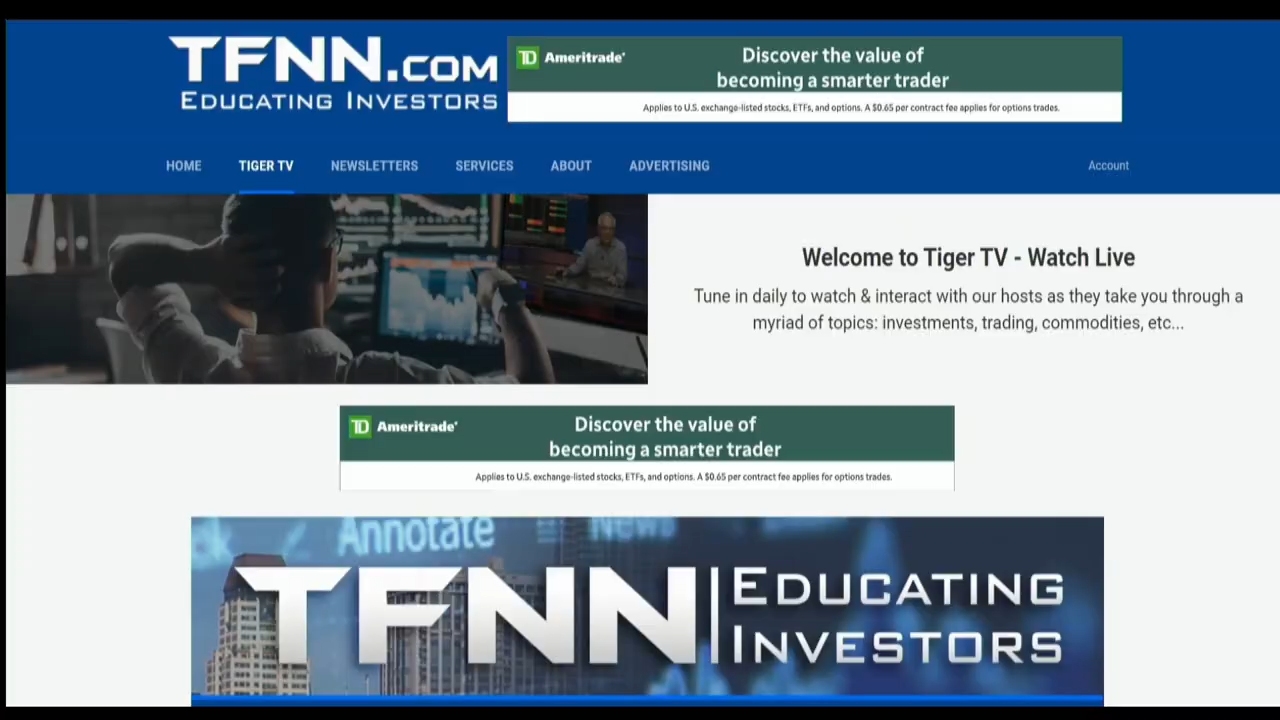 TFNN.COM
EDUCATING INVESTORS
TD Ameritrade
Discover the value of
becoming a smarter trader
Applies to U.S. exchange-listed stocks, ETFs, and options. A $0.65 per contract fee applies for options trades.
HOME TIGER TV NEWSLETTERS SERVICES ABOUT ADVERTISING Account
Welcome to Tiger TV - Watch Live
Tune in daily to watch & interact with our hosts as they take you through a
myriad of topics: investments, trading, commodities, etc...
TD Ameritrade
Discover the value of
becoming a smarter trader
Applies to U.S. exchange-listed stocks, ETFs, and options. A $0.65 per contract fee applies for options trades.
Annotate News
TFNN EDUCATING
INVESTORS